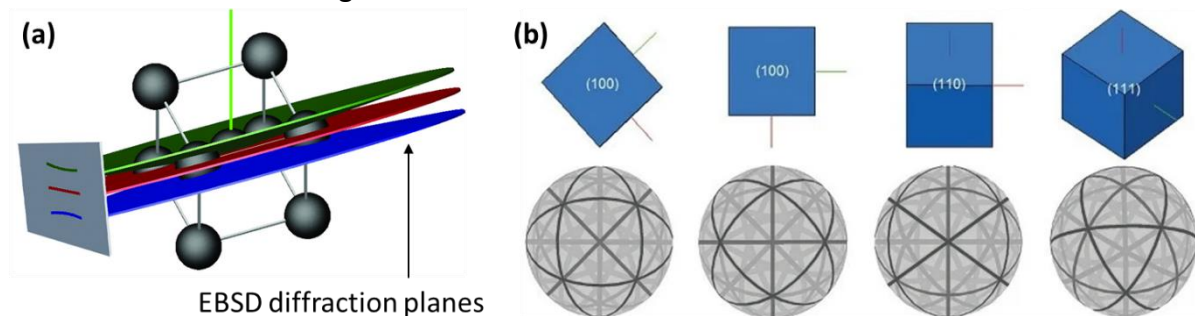 (a)
EBSD diffraction planes
(b)
(100)
(100)
(110)
(111)